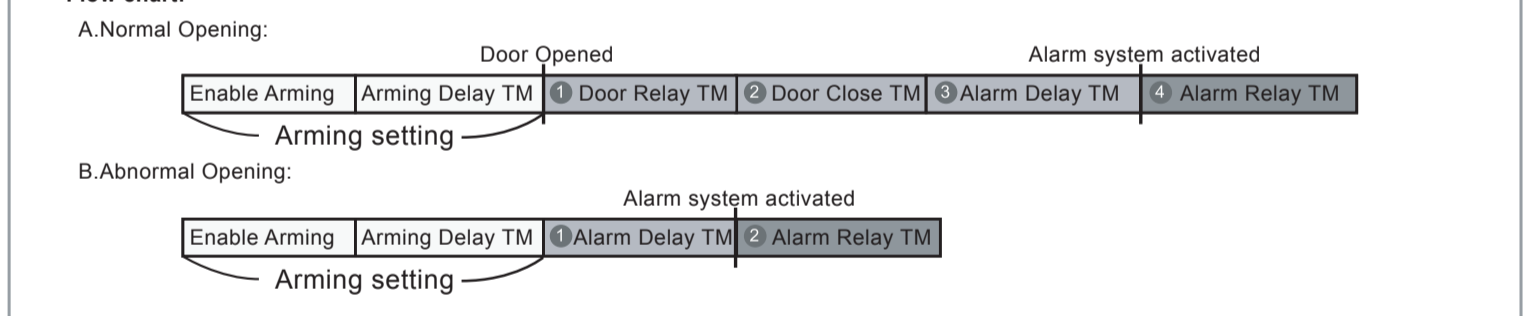 A.Normal Opening:
Door Opened
Alarm system activated
Enable Arming Arming Delay TM 1 Door Relay TM 2 Door Close TM 3 Alarm Delay TM 4 Alarm Relay TM
Arming setting
B.Abnormal Opening:
Alarm system activated
Enable Arming Arming Delay TM 1 Alarm Delay TM 2 Alarm Relay TM
Arming setting